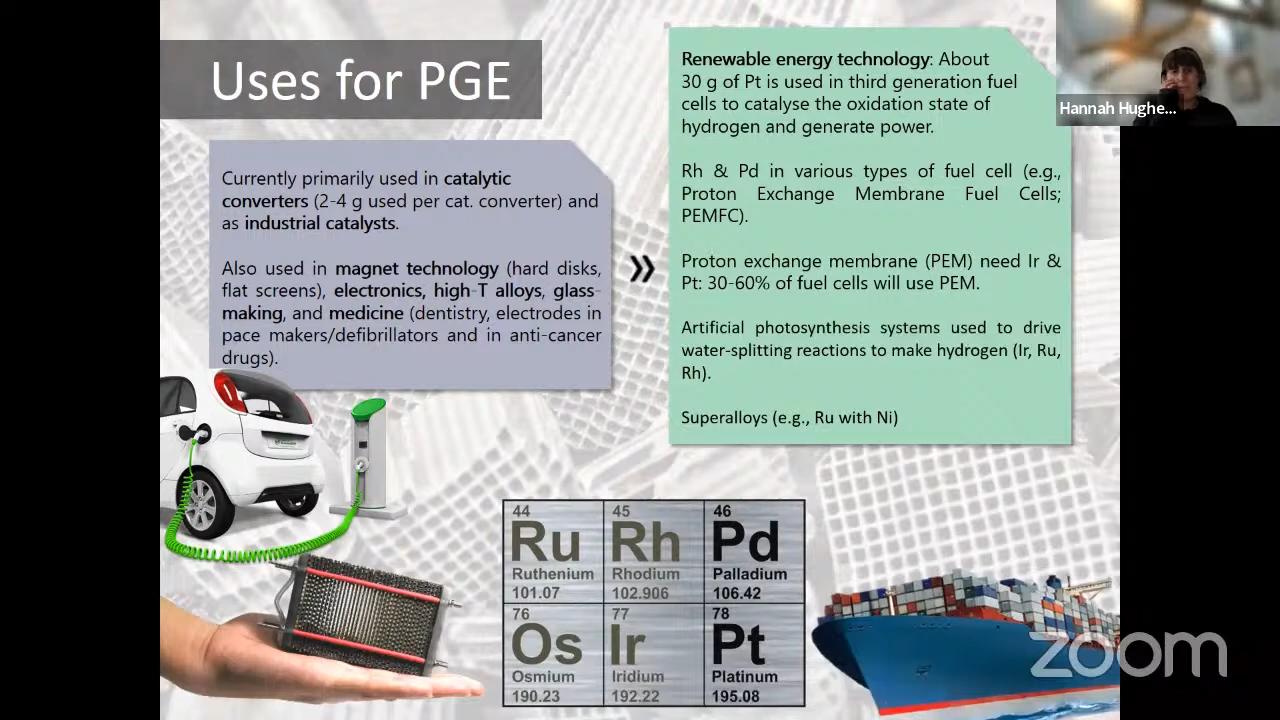 Uses for PGE
Currently primarily used in catalytic
converters (2-4 g used per cat. converter) and
as industrial catalysts.
Also used in magnet technology (hard disks,
flat screens), electronics, high-T alloys, glass-
making, and medicine (dentistry, electrodes in
pace makers/defibrillators and in anti-cancer
drugs).
»
Renewable energy technology: About
30 g of Pt is used in third generation fuel
cells to catalyse the oxidation state of
hydrogen and generate power.
Rh & Pd in various types of fuel cell (e.g.,
Proton Exchange Membrane Fuel Cells;
PEMFC).
Proton exchange membrane (PEM) need Ir &
Pt: 30-60% of fuel cells will use PEM.
Artificial photosynthesis systems used to drive
water-splitting reactions to make hydrogen (Ir, Ru,
Rh).
Superalloys (e.g., Ru with Ni)
Hannah Hughe...
44
Ru
Ruthenium
101.07
45
Rh
Rhodium
102.906
46
Pd
Palladium
106.42
76
Os
Osmium
190.23
77
Ir
Iridium
192.22
78
Pt
Platinum
195.08
zoom